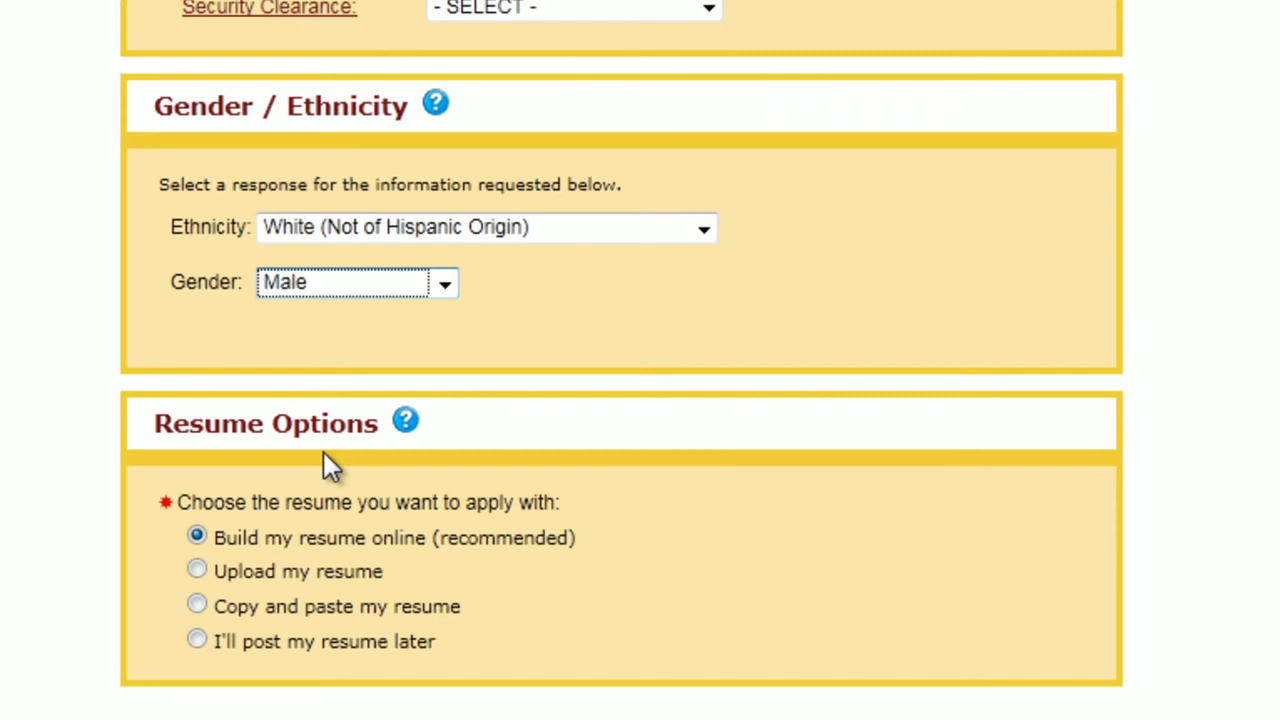 Security Clearance: - SELECT -
Gender / Ethnicity ?
Select a response for the information requested below.
Ethnicity: White (Not of Hispanic Origin)
Gender: Male
Resume Options ?
* Choose the resume you want to apply with:
Build my resume online (recommended)
Upload my resume
Copy and paste my resume
I'll post my resume later